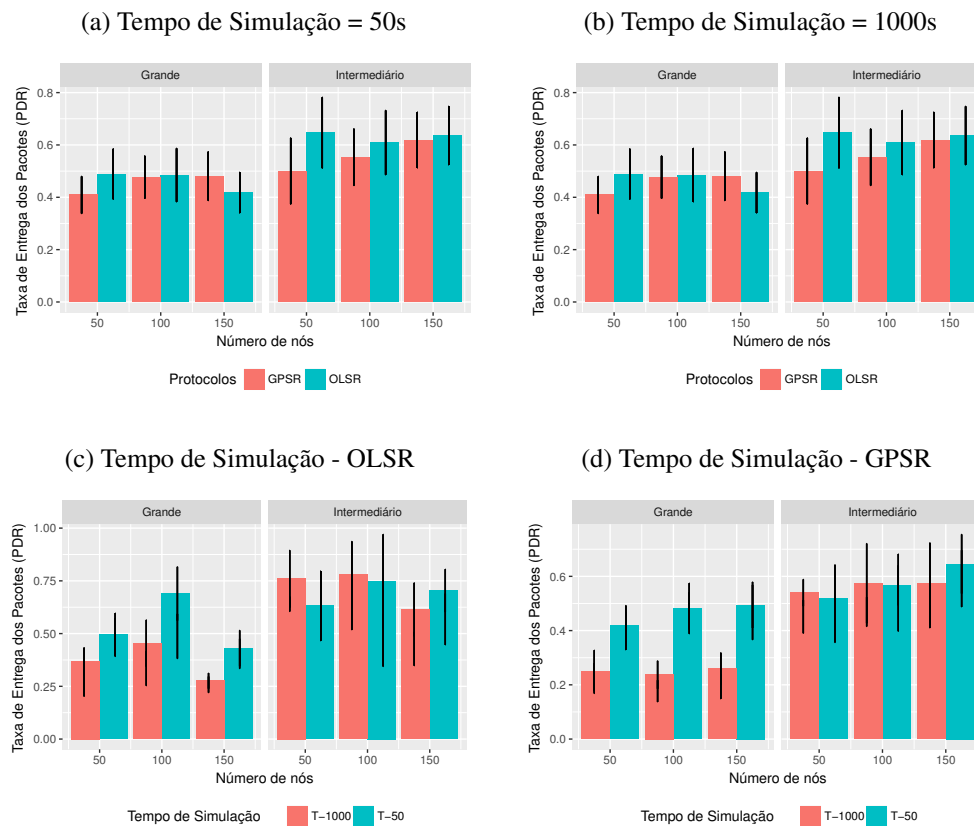 (a) Tempo de Simulação = 50s
Grande
Intermediário
Taxa de Entrega dos Pacotes (PDR)
0.8
0.6
0.4
0.2
0.0
50
100
150
50
100
150
Número de nós
Protocolos GPSR OLSR
(b) Tempo de Simulação = 1000s
Grande
Intermediário
Taxa de Entrega dos Pacotes (PDR)
0.8
0.6
0.4
0.2
0.0
50
100
150
50
100
150
Número de nós
Protocolos GPSR OLSR
(c) Tempo de Simulação - OLSR
Grande
Intermediário
Taxa de Entrega dos Pacotes (PDR)
1.00
0.75
0.50
0.25
0.00
50
100
150
50
100
150
Número de nós
Tempo de Simulação T−1000 T−50
(d) Tempo de Simulação - GPSR
Grande
Intermediário
Taxa de Entrega dos Pacotes (PDR)
0.6
0.4
0.2
0.0
50
100
150
50
100
150
Número de nós
Tempo de Simulação T−1000 T−50